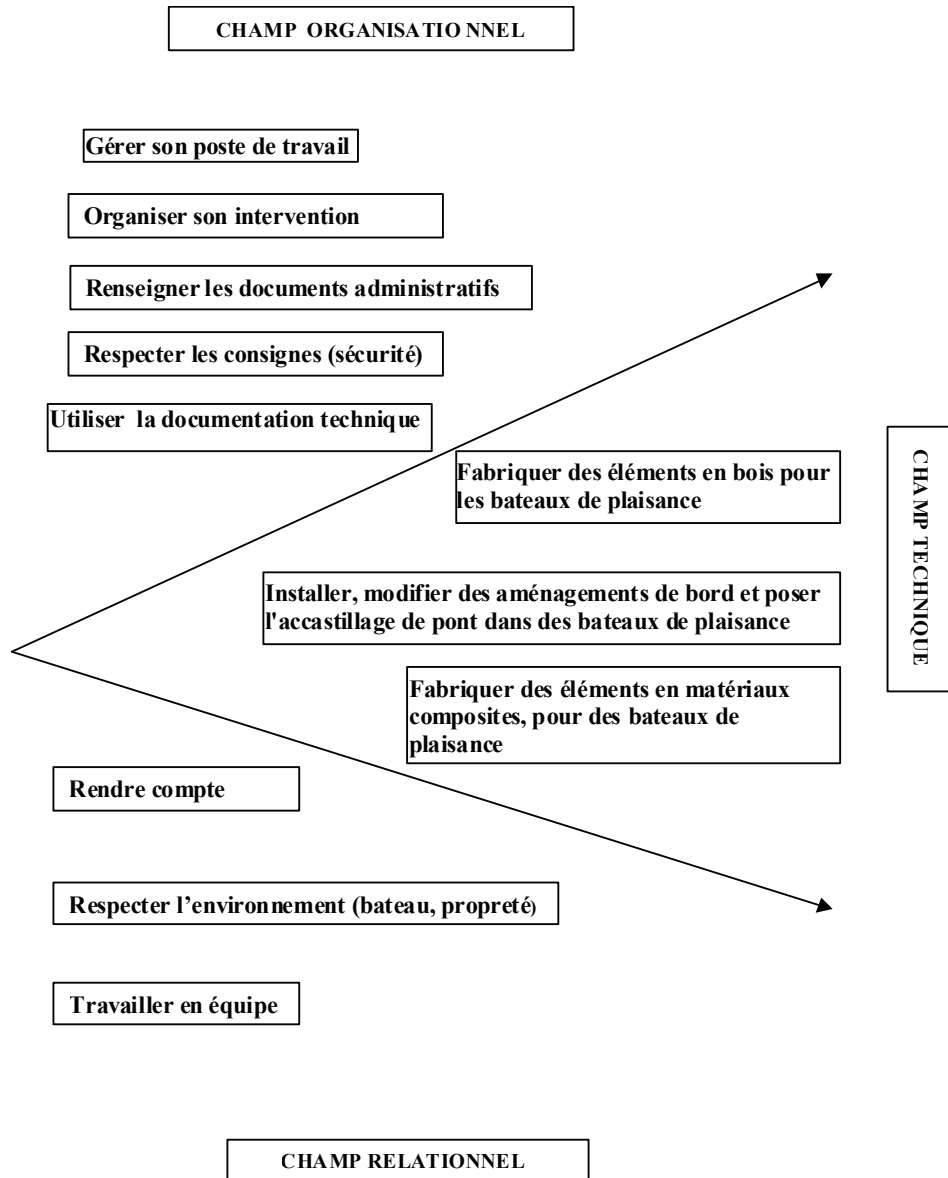 CHAMP ORGANISATIONNEL
Gérer son poste de travail
Organiser son intervention
Renseigner les documents administratifs
Respecter les consignes (sécurité)
Utiliser la documentation technique
Fabriquer des éléments en bois pour
les bateaux de plaisance
CHAMP TECHNIQUE
Installer, modifier des aménagements de bord et poser
l'accastillage de pont dans des bateaux de plaisance
Fabriquer des éléments en matériaux
composites, pour des bateaux de
plaisance
Rendre compte
Respecter l’environnement (bateau, propreté)
Travailler en équipe
CHAMP RELATIONNEL